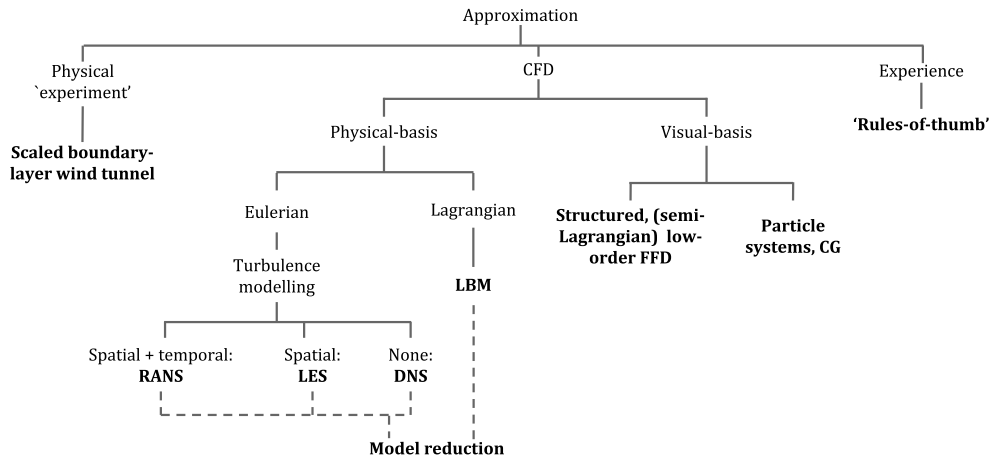 Approximation
Physical
`experiment’
CFD
Experience
Scaled boundary-
layer wind tunnel
Physical-basis
Visual-basis
‘Rules-of-thumb’
Eulerian
Lagrangian
Structured, (semi-
Lagrangian) low-
order FFD
Particle
systems, CG
Turbulence
modelling
LBM
Spatial + temporal:
RANS
Spatial:
LES
None:
DNS
Model reduction